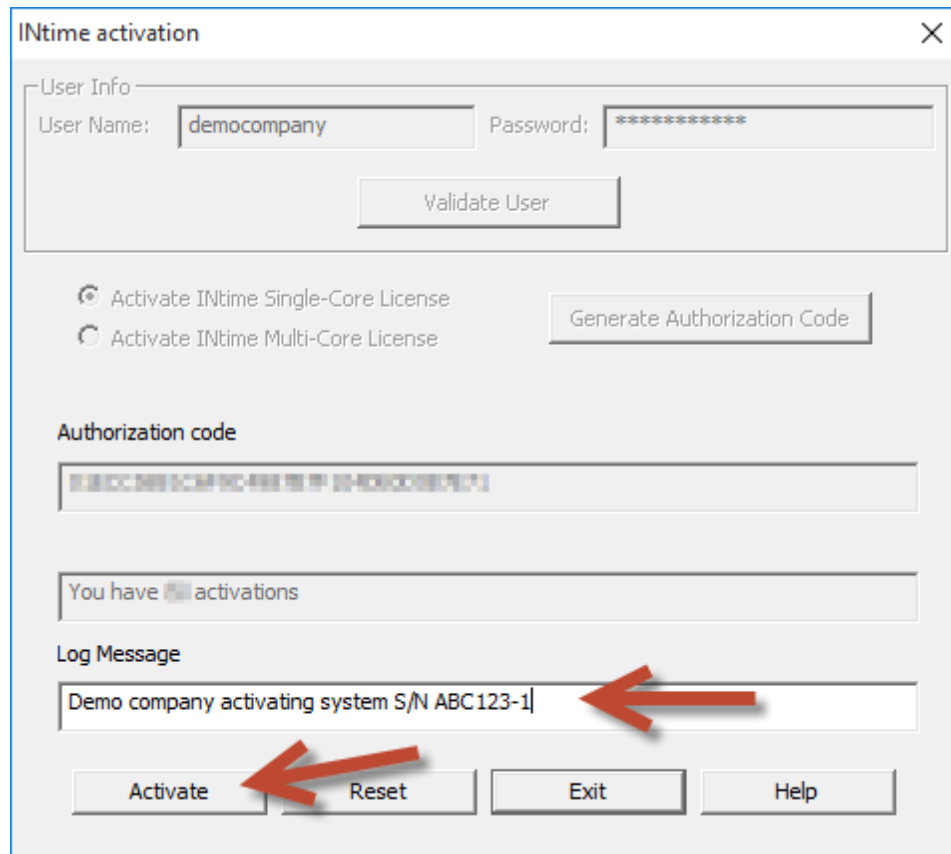 INtime activation
User Info
User Name: democompany Password: ***********
Validate User
Activate INtime Single-Core License
Generate Authorization Code
Activate INtime Multi-Core License
Authorization code
You have activations
Log Message
Demo company activating system S/N ABC123-1
Activate Reset Exit Help